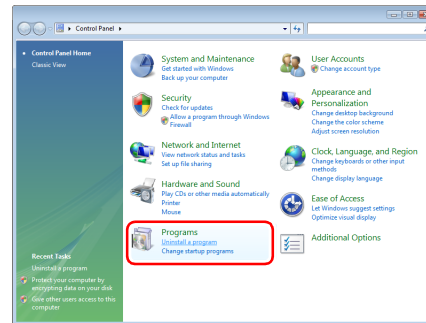 Control Panel
Control Panel Home
Classic View
Recent Tasks
Uninstall a program
Protect your computer by
encrypting data on your disk
Give other users access to this
computer
System and Maintenance
Get started with Windows
Back up your computer
Security
Check for updates
Allow a program through Windows
Firewall
Network and Internet
View network status and tasks
Set up file sharing
Hardware and Sound
Play CDs or other media automatically
Printer
Mouse
Programs
Uninstall a program
Change startup programs
User Accounts
Change account type
Appearance and
Personalization
Change desktop background
Change the color scheme
Adjust screen resolution
Clock, Language, and Region
Change keyboards or other input
methods
Change display language
Ease of Access
Let Windows suggest settings
Optimize visual display
Additional Options